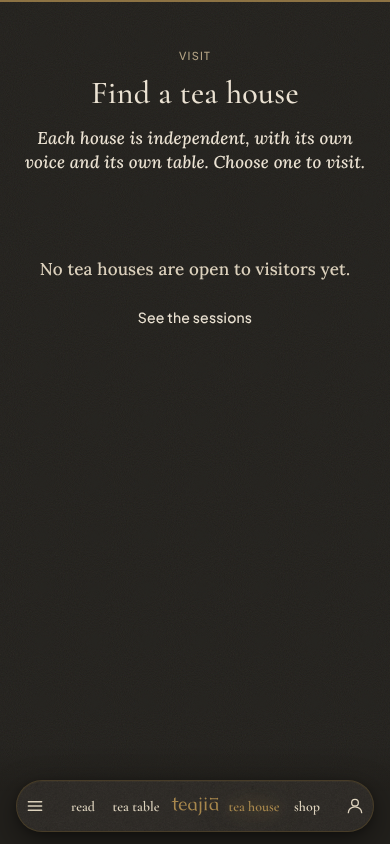 VISIT
Find a tea house
Each house is independent, with its own
voice and its own table. Choose one to visit.
No tea houses are open to visitors yet.
See the sessions
read tea table teajiā tea house shop